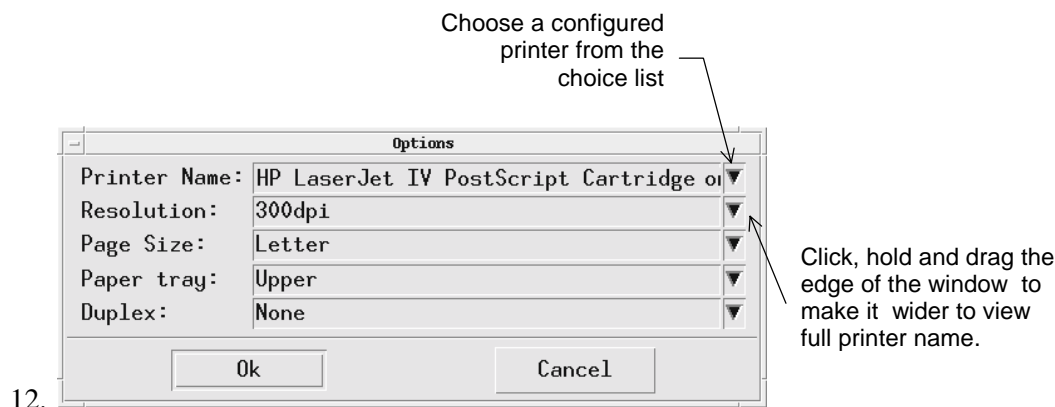 Choose a configured
printer from the
choice list
Options
Printer Name: HP LaserJet IV PostScript Cartridge
Resolution: 300dpi
Page Size: Letter
Paper tray: Upper
Duplex: None
Ok Cancel
Click, hold and drag the
edge of the window to
make it wider to view
full printer name.
12.